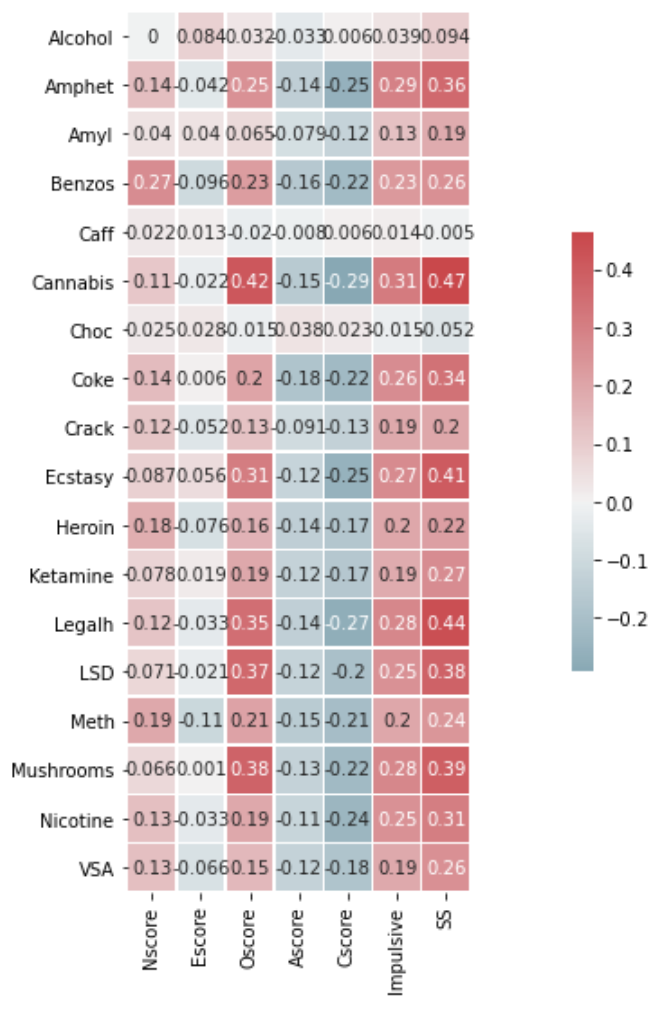 Alcohol 0 0.084 0.032 -0.033 0.006 0.039 0.094
Amphet 0.14 -0.042 0.25 -0.14 -0.25 0.29 0.36
Amyl 0.04 0.04 0.065 -0.079 -0.12 0.13 0.19
Benzos 0.27 -0.096 0.23 -0.16 -0.22 0.23 0.26
Caff 0.022 0.013 -0.02 -0.008 0.006 0.014 -0.005
Cannabis 0.11 -0.022 0.42 -0.15 -0.29 0.31 0.47
Choc 0.025 0.028 -0.015 0.038 0.023 -0.015 -0.052
Coke 0.14 0.006 0.2 -0.18 -0.22 0.26 0.34
Crack 0.12 -0.052 0.13 -0.091 -0.13 0.19 0.2
Ecstasy 0.087 0.056 0.31 -0.12 -0.25 0.27 0.41
Heroin 0.18 -0.076 0.16 -0.14 -0.17 0.2 0.22
Ketamine 0.078 0.019 0.19 -0.12 -0.17 0.19 0.27
Legalh 0.12 -0.033 0.35 -0.14 -0.27 0.28 0.44
LSD 0.071 -0.021 0.37 -0.12 -0.2 0.25 0.38
Meth 0.19 -0.11 0.21 -0.15 -0.21 0.2 0.24
Mushrooms 0.066 0.001 0.38 -0.13 -0.22 0.28 0.39
Nicotine 0.13 -0.033 0.19 -0.11 -0.24 0.25 0.31
VSA 0.13 -0.066 0.15 -0.12 -0.18 0.19 0.26
Nscore Escore Oscore Ascore Cscore Impulsive SS
0.4
0.3
0.2
0.1
0.0
−0.1
−0.2